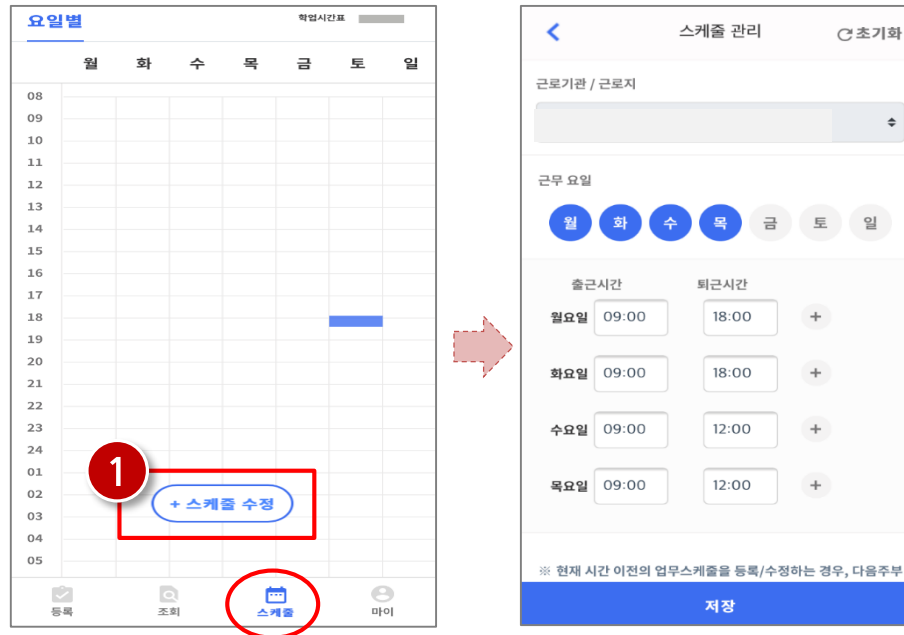 요일별
학업시간표
월 화 수 목 금 토 일
08
09
10
11
12
13
14
15
16
17
18
19
20
21
22
23
24
01
02
03
04
05
1
+ 스케줄 수정
등록 조회 스케줄 마이
스케줄 관리 초기화
근로기관 / 근로지
근무 요일
월 화 수 목 금 토 일
출근시간 퇴근시간
월요일 09:00 18:00 +
화요일 09:00 18:00 +
수요일 09:00 12:00 +
목요일 09:00 12:00 +
※ 현재 시간 이전의 업무스케줄을 등록/수정하는 경우, 다음주부
저장